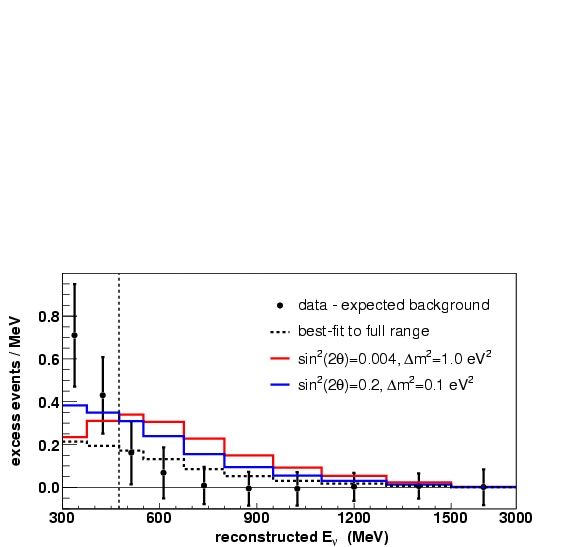 data - expected background
best-fit to full range
sin²(2θ)=0.004, Δm²=1.0 eV²
sin²(2θ)=0.2, Δm²=0.1 eV²
excess events / MeV
0.8
0.6
0.4
0.2
0.0
300 600 900 1200 1500 3000
reconstructed Eᵥ (MeV)